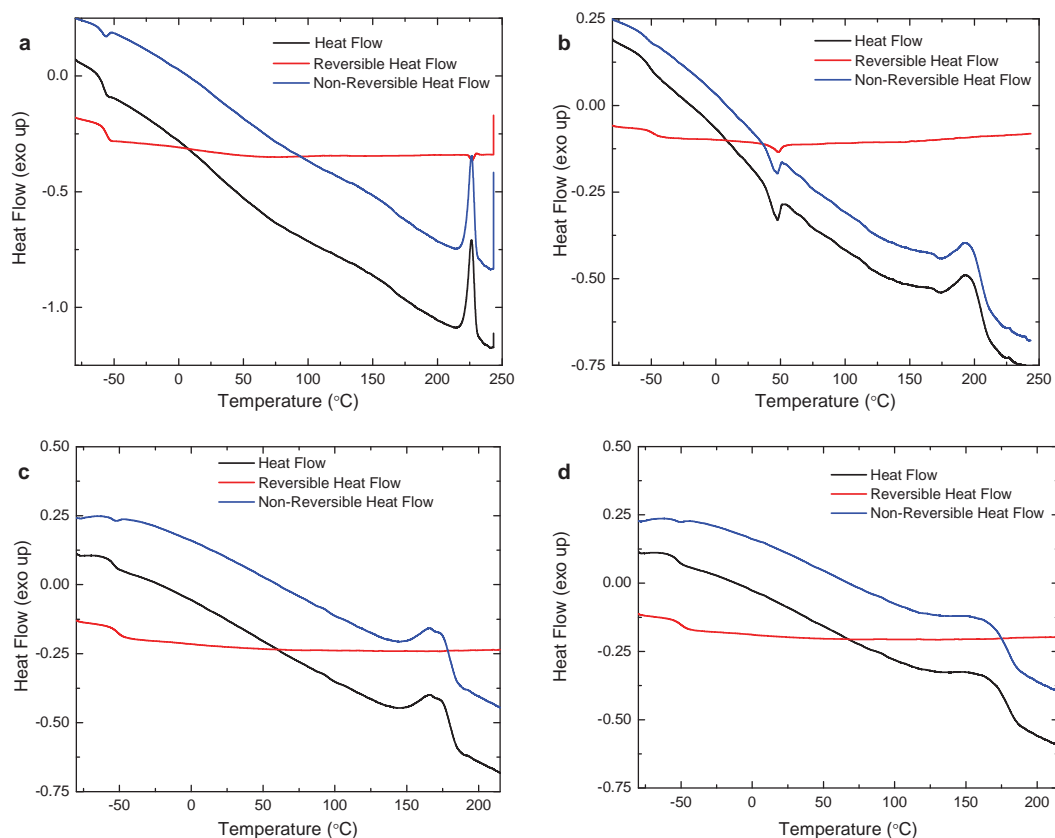 a
Heat Flow
Reversible Heat Flow
Non-Reversible Heat Flow
0.0
-0.5
-1.0
Heat Flow (exo up)
-50 0 50 100 150 200 250
Temperature (°C)
b
Heat Flow
Reversible Heat Flow
Non-Reversible Heat Flow
0.25
0.00
-0.25
-0.50
-0.75
Heat Flow (exo up)
-50 0 50 100 150 200 250
Temperature (°C)
c
Heat Flow
Reversible Heat Flow
Non-Reversible Heat Flow
0.50
0.25
0.00
-0.25
-0.50
-0.75
Heat Flow (exo up)
-50 0 50 100 150 200
Temperature (°C)
d
Heat Flow
Reversible Heat Flow
Non-Reversible Heat Flow
0.50
0.25
0.00
-0.25
-0.50
-0.75
Heat Flow (exo up)
-50 0 50 100 150 200
Temperature (°C)